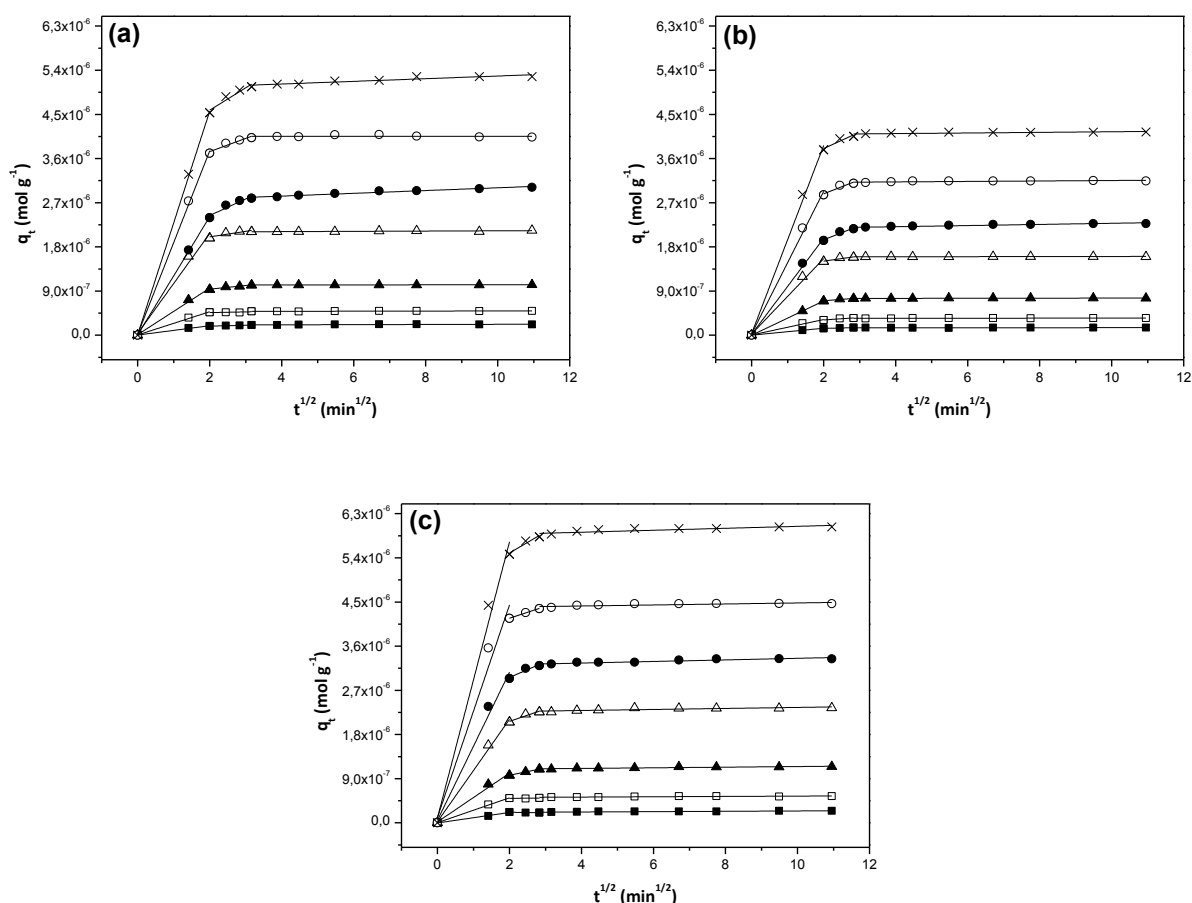 (a)
6,3x10⁻⁶
5,4x10⁻⁶
4,5x10⁻⁶
3,6x10⁻⁶
2,7x10⁻⁶
1,8x10⁻⁶
9,0x10⁻⁷
0,0
qₜ (mol g⁻¹)
0 2 4 6 8 10 12
t^1/2 (min^1/2)
(b)
6,3x10⁻⁶
5,4x10⁻⁶
4,5x10⁻⁶
3,6x10⁻⁶
2,7x10⁻⁶
1,8x10⁻⁶
9,0x10⁻⁷
0,0
qₜ (mol g⁻¹)
0 2 4 6 8 10 12
t^1/2 (min^1/2)
(c)
6,3x10⁻⁶
5,4x10⁻⁶
4,5x10⁻⁶
3,6x10⁻⁶
2,7x10⁻⁶
1,8x10⁻⁶
9,0x10⁻⁷
0,0
qₜ (mol g⁻¹)
0 2 4 6 8 10 12
t^1/2 (min^1/2)